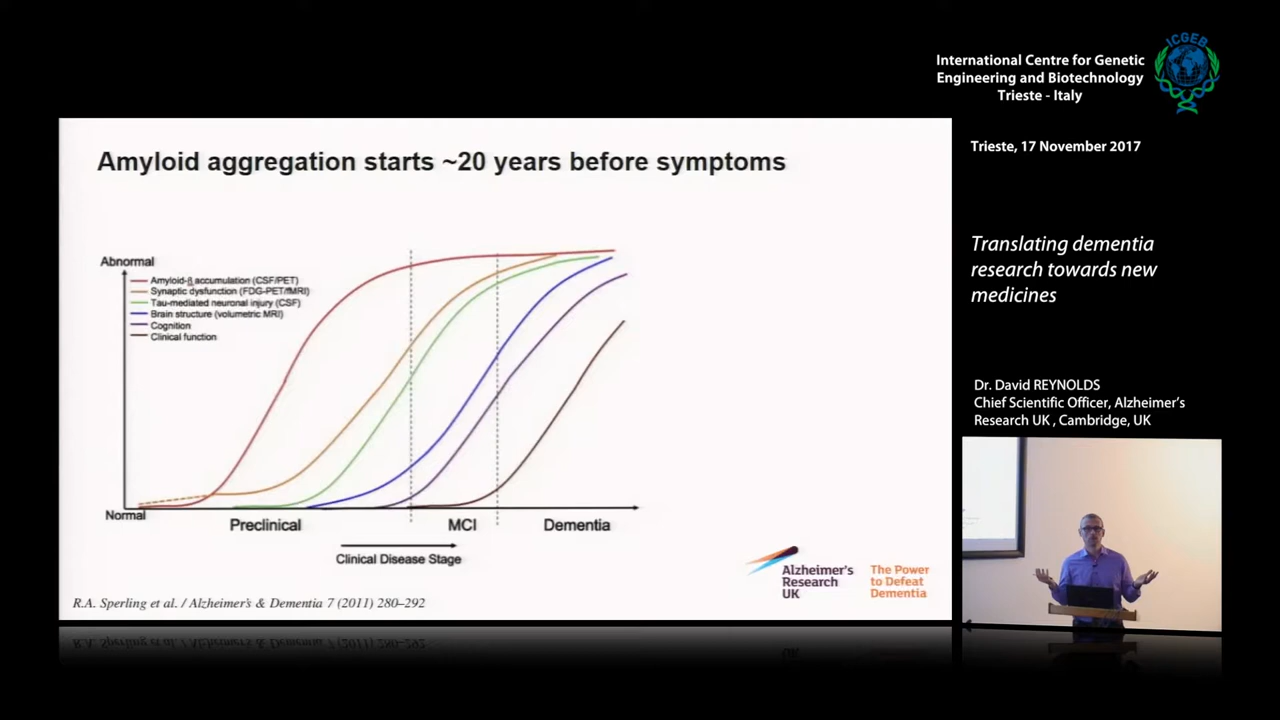 ICGEB
International Centre for Genetic
Engineering and Biotechnology
Trieste - Italy
Trieste, 17 November 2017
Translating dementia
research towards new
medicines
Dr. David REYNOLDS
Chief Scientific Officer, Alzheimer's
Research UK , Cambridge, UK
Amyloid aggregation starts ~20 years before symptoms
Abnormal
Amyloid-β accumulation (CSF/PET)
Synaptic dysfunction (FDG-PET/fMRI)
Tau-mediated neuronal injury (CSF)
Brain structure (volumetric MRI)
Cognition
Clinical function
Normal
Preclinical
MCI
Dementia
Clinical Disease Stage
Alzheimer's
Research
UK
The Power
to Defeat
Dementia
R.A. Sperling et al. / Alzheimer's & Dementia 7 (2011) 280–292